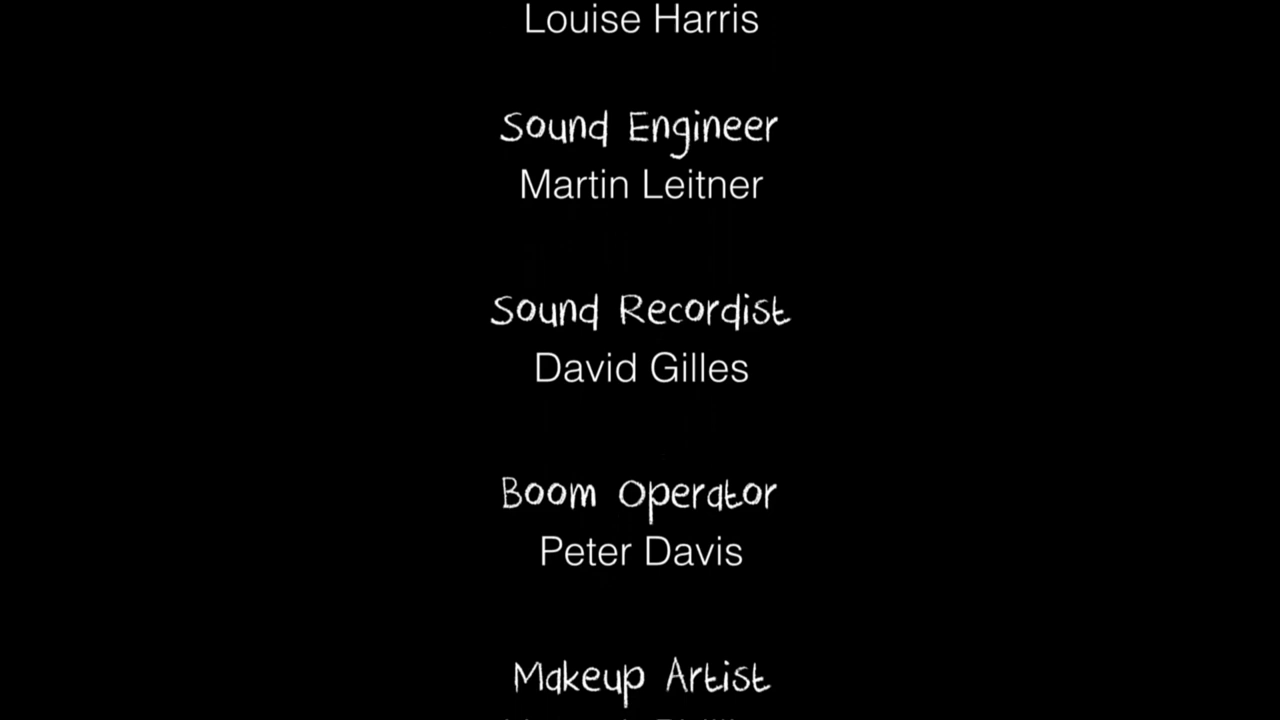 Louise Harris
Sound Engineer
Martin Leitner
Sound Recordist
David Gilles
Boom Operator
Peter Davis
Makeup Artist